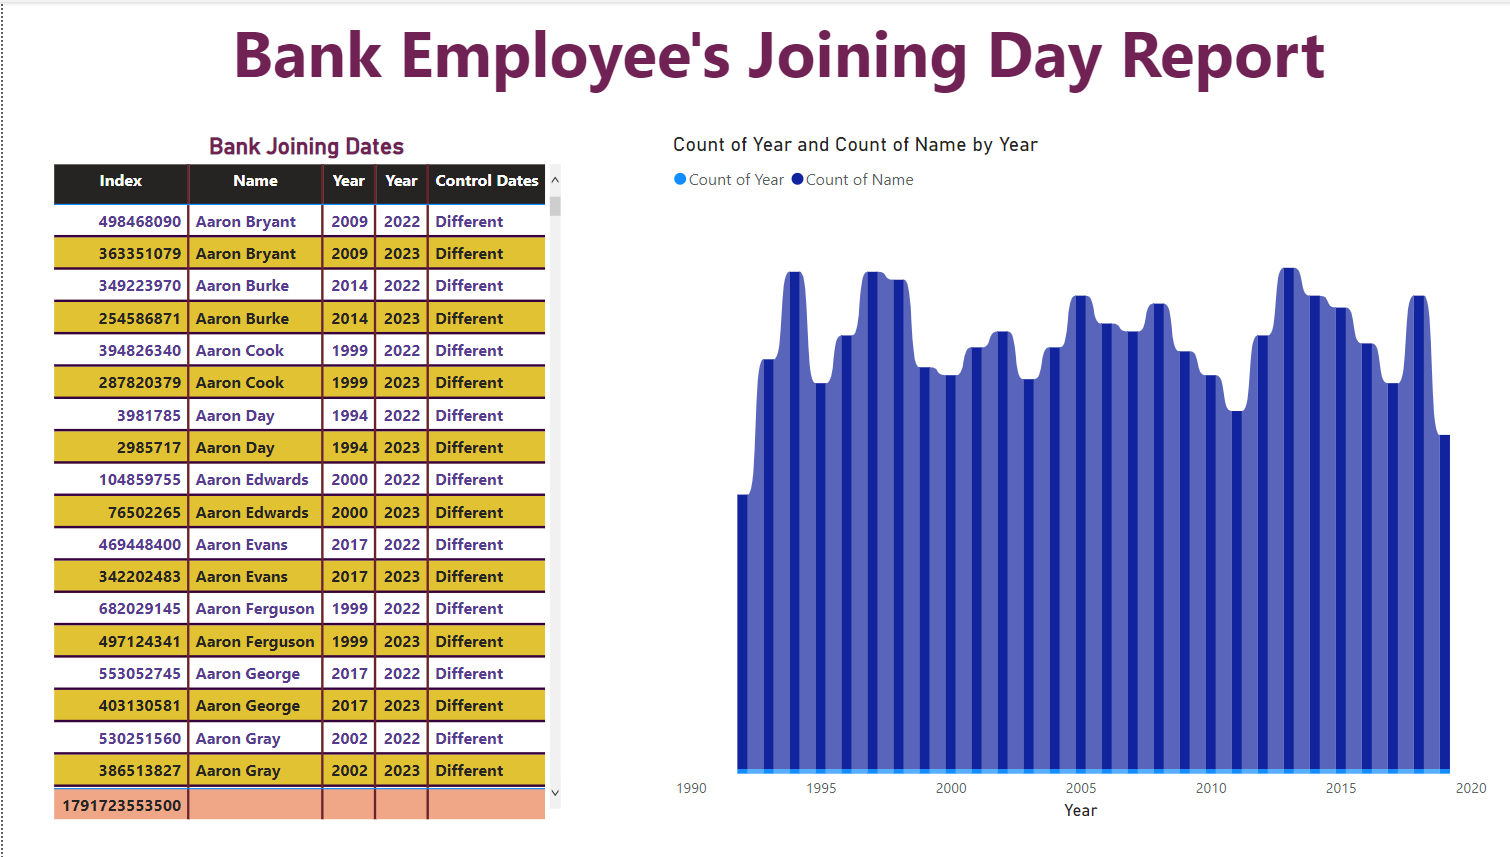 Bank Employee's Joining Day Report
Bank Joining Dates
Index Name Year Year Control Dates
498468090 Aaron Bryant 2009 2022 Different
363351079 Aaron Bryant 2009 2023 Different
349223970 Aaron Burke 2014 2022 Different
254586871 Aaron Burke 2014 2023 Different
394826340 Aaron Cook 1999 2022 Different
287820379 Aaron Cook 1999 2023 Different
3981785 Aaron Day 1994 2022 Different
2985717 Aaron Day 1994 2023 Different
104859755 Aaron Edwards 2000 2022 Different
76502265 Aaron Edwards 2000 2023 Different
469448400 Aaron Evans 2017 2022 Different
342202483 Aaron Evans 2017 2023 Different
682029145 Aaron Ferguson 1999 2022 Different
497124341 Aaron Ferguson 1999 2023 Different
553052745 Aaron George 2017 2022 Different
403130581 Aaron George 2017 2023 Different
530251560 Aaron Gray 2002 2022 Different
386513827 Aaron Gray 2002 2023 Different
1791723553500
Count of Year and Count of Name by Year
Count of Year Count of Name
1990 1995 2000 2005 2010 2015 2020
Year